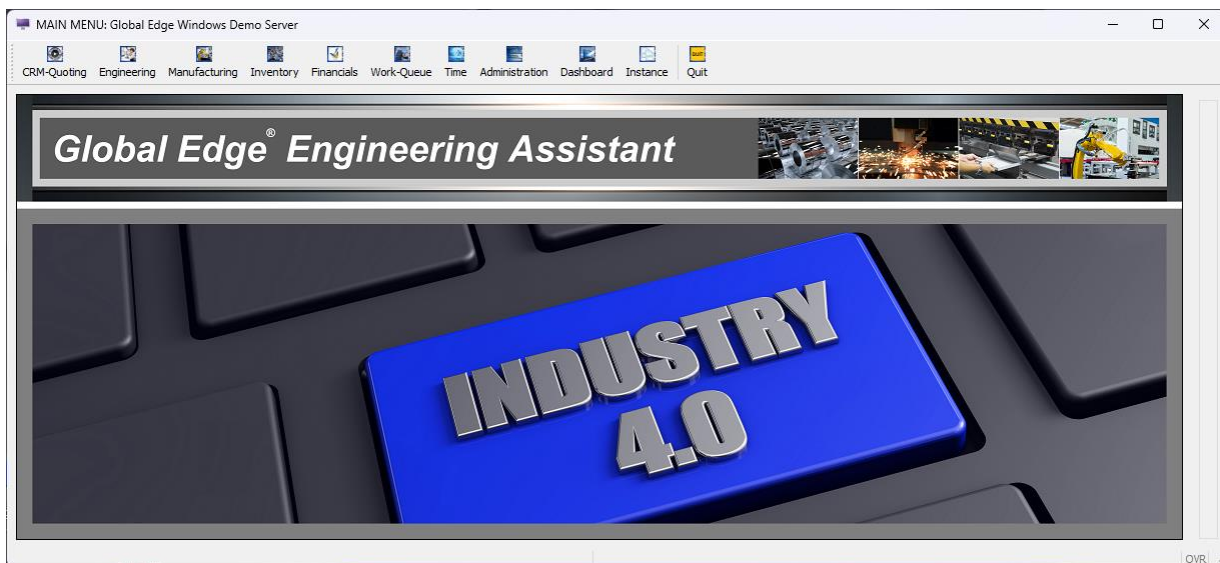 MAIN MENU: Global Edge Windows Demo Server
CRM-Quoting Engineering Manufacturing Inventory Financials Work-Queue Time Administration Dashboard Instance Quit
Global Edge® Engineering Assistant
INDUSTRY
4.0
OVR